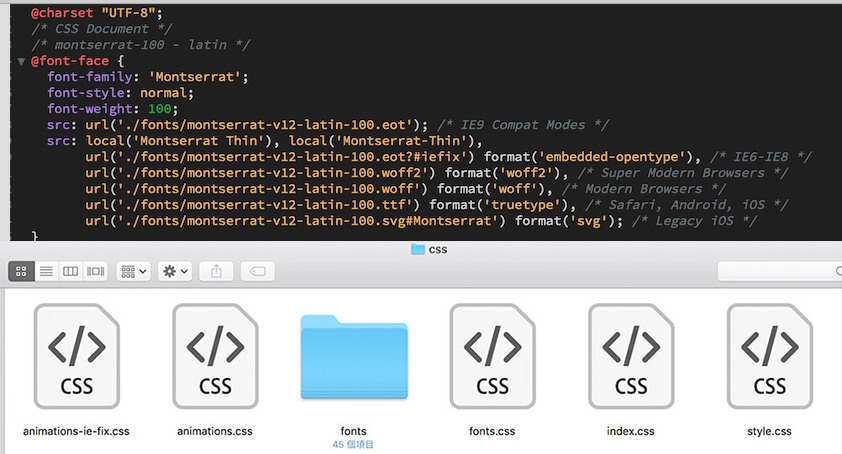 @charset "UTF-8";
/* CSS Document */
/* montserrat-100 - latin */
@font-face {
font-family: 'Montserrat';
font-style: normal;
font-weight: 100;
src: url('./fonts/montserrat-v12-latin-100.eot'); /* IE9 Compat Modes */
src: local('Montserrat Thin'), local('Montserrat-Thin'),
url('./fonts/montserrat-v12-latin-100.eot?#iefix') format('embedded-opentype'), /* IE6-IE8 */
url('./fonts/montserrat-v12-latin-100.woff2') format('woff2'), /* Super Modern Browsers */
url('./fonts/montserrat-v12-latin-100.woff') format('woff'), /* Modern Browsers */
url('./fonts/montserrat-v12-latin-100.ttf') format('truetype'), /* Safari, Android, iOS */
url('./fonts/montserrat-v12-latin-100.svg#Montserrat') format('svg'); /* Legacy iOS */
}
css
</> </> </> </> </>
CSS CSS CSS CSS CSS
animations-ie-fix.css animations.css fonts fonts.css index.css style.css
45 個項目